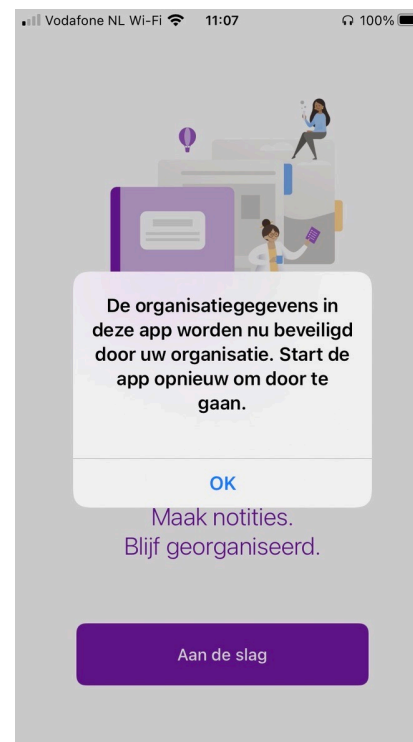 Vodafone NL Wi-Fi 11:07 100%
De organisatiegegevens in
deze app worden nu beveiligd
door uw organisatie. Start de
app opnieuw om door te
gaan.
OK
Maak notities.
Blijf georganiseerd.
Aan de slag